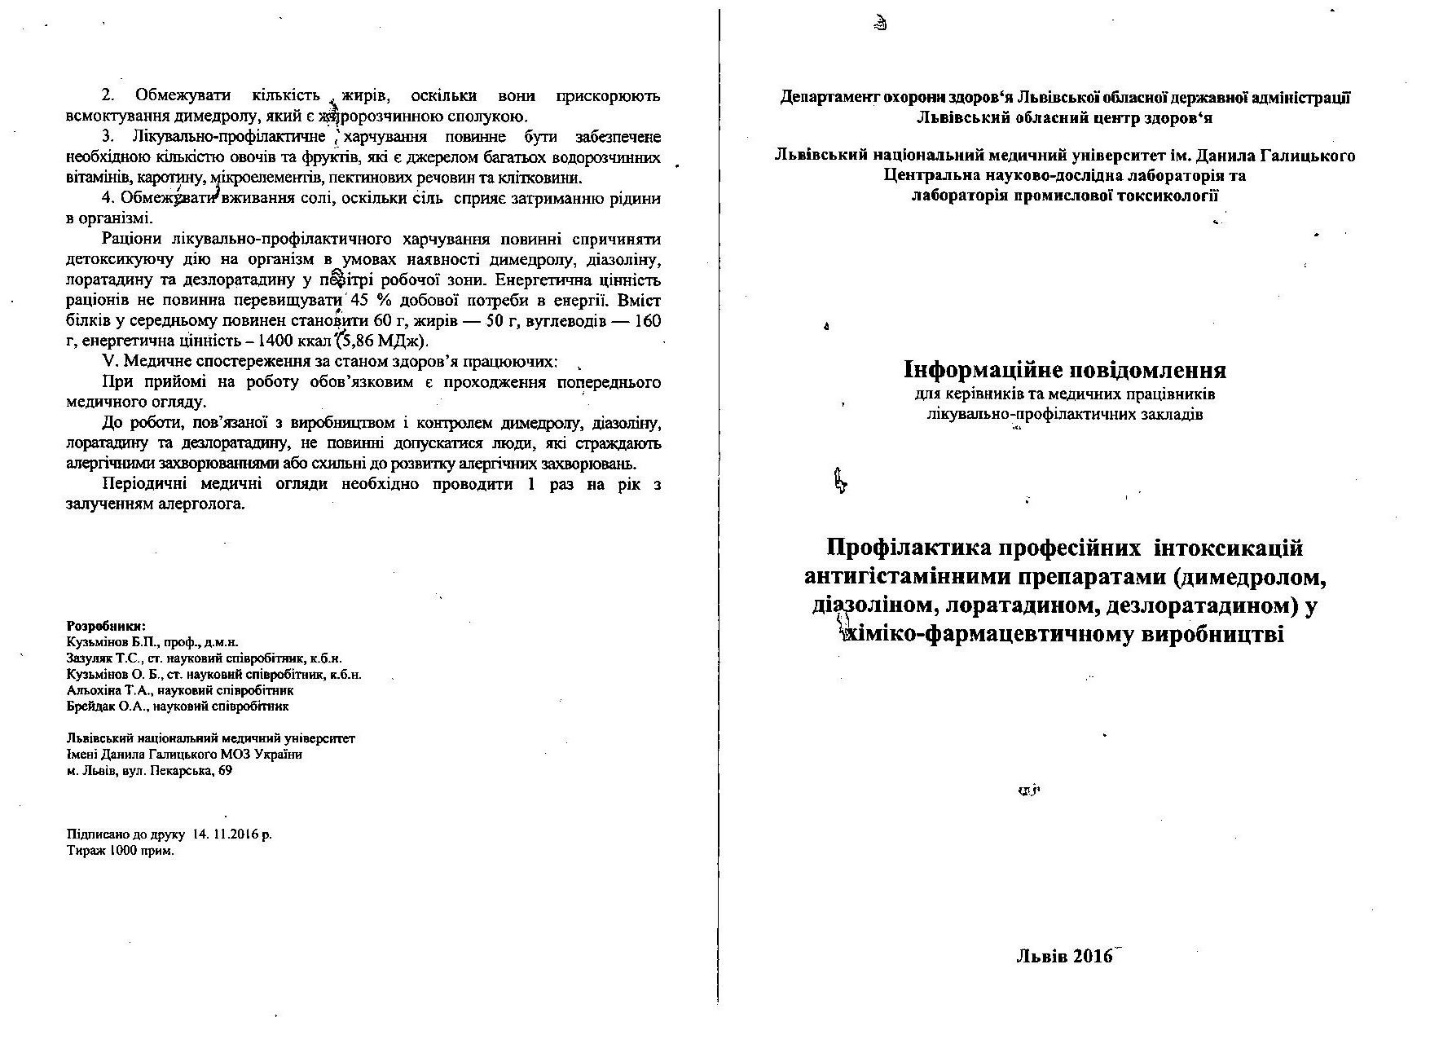 2. Обмежувати кількість жирів, оскільки вони прискорюють
всмоктування димедролу, який є жиророзчинною сполукою.
3. Лікувально-профілактичне харчування повинне бути забезпечене
необхідною кількістю овочів та фруктів, які є джерелом багатьох водорозчинних
вітамінів, каротину, мікроелементів, пектинових речовин та клітковини.
4. Обмежувати вживання солі, оскільки сіль сприяє затриманню рідини
в організмі.
Раціони лікувально-профілактичного харчування повинні спричиняти
детоксикуючу дію на організм в умовах наявності димедролу, діазоліну,
лоратадину та дезлоратадину у повітрі робочої зони. Енергетична цінність
раціонів не повинна перевищувати 45 % добової потреби в енергії. Вміст
білків у середньому повинен становити 60 г, жирів — 50 г, вуглеводів — 160
г, енергетична цінність – 1400 ккал (5,86 МДж).
V. Медичне спостереження за станом здоров’я працюючих:
При прийомі на роботу обов’язковим є проходження попереднього
медичного огляду.
До роботи, пов’язаної з виробництвом і контролем димедролу, діазоліну,
лоратадину та дезлоратадину, не повинні допускатися люди, які страждають
алергічними захворюваннями або схильні до розвитку алергічних захворювань.
Періодичні медичні огляди необхідно проводити 1 раз на рік з
залученням алерголога.
Розробники:
Кузьмінов Б.П., проф., д.м.н.
Зазуляк Т.С., ст. науковий співробітник, к.б.н.
Кузьмінов О. Б., ст. науковий співробітник, к.б.н.
Альохіна Т.А., науковий співробітник
Брейдак О.А., науковий співробітник
Львівський національний медичний університет
Імені Данила Галицького МОЗ України
м. Львів, вул. Пекарська, 69
Підписано до друку 14. 11.2016 р.
Тираж 1000 прим.
Департамент охорони здоров‘я Львівської обласної державної адміністрації
Львівський обласний центр здоров‘я
Львівський національний медичний університет ім. Данила Галицького
Центральна науково-дослідна лабораторія та
лабораторія промислової токсикології
Інформаційне повідомлення
для керівників та медичних працівників
лікувально-профілактичних закладів
Профілактика професійних інтоксикацій
антигістамінними препаратами (димедролом,
діазоліном, лоратадином, дезлоратадином) у
хіміко-фармацевтичному виробництві
Львів 2016